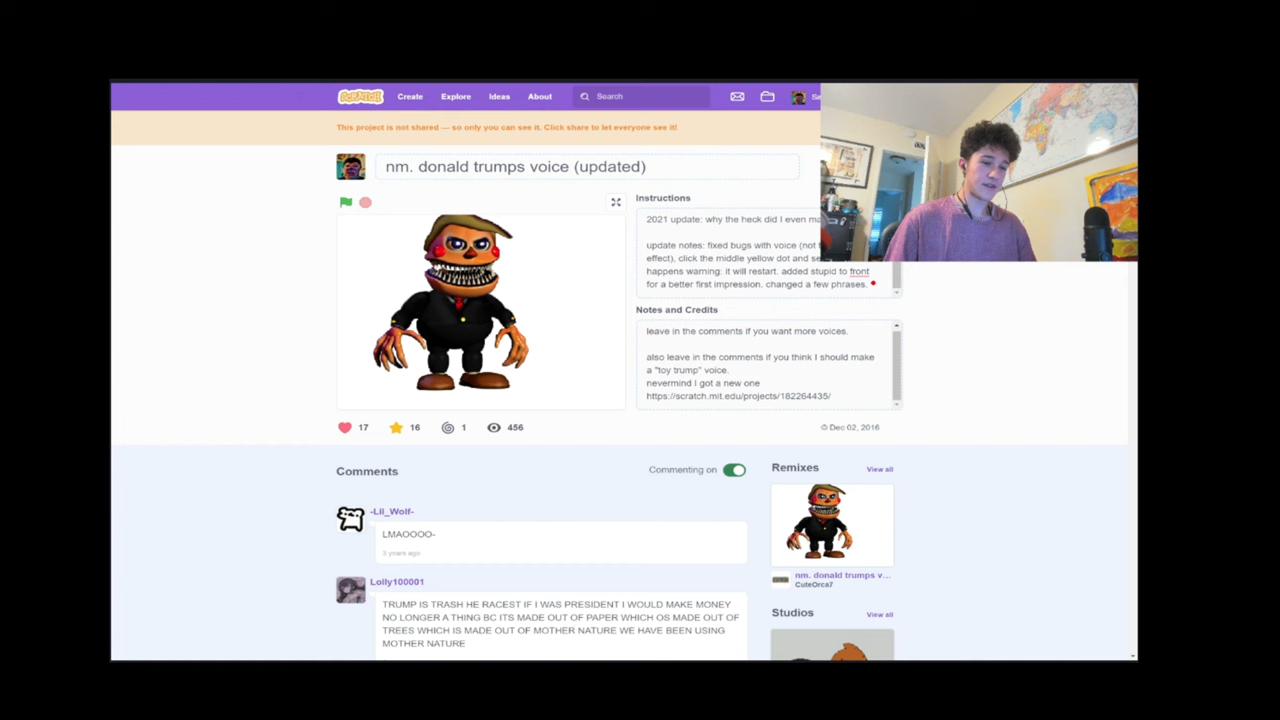 SCRATCH Create Explore Ideas About Search
This project is not shared — so only you can see it. Click share to let everyone see it!
nm. donald trumps voice (updated)
Instructions
2021 update: why the heck did I even
update notes: fixed bugs with voice (not
effect), click the middle yellow dot and
happens warning: it will restart. added stupid to front
for a better first impression. changed a few phrases.
Notes and Credits
leave in the comments if you want more voices.
also leave in the comments if you think I should make
a "toy trump" voice.
nevermind I got a new one
https://scratch.mit.edu/projects/182264435/
17 16 1 456
© Dec 02, 2016
Comments
Commenting on
-Lil_Wolf-
LMAOOOO-
3 years ago
Lolly100001
TRUMP IS TRASH HE RACEST IF I WAS PRESIDENT I WOULD MAKE MONEY
NO LONGER A THING BC ITS MADE OUT OF PAPER WHICH OS MADE OUT OF
TREES WHICH IS MADE OUT OF MOTHER NATURE WE HAVE BEEN USING
MOTHER NATURE
Remixes View all
nm. donald trumps v...
CuteOrca7
Studios View all